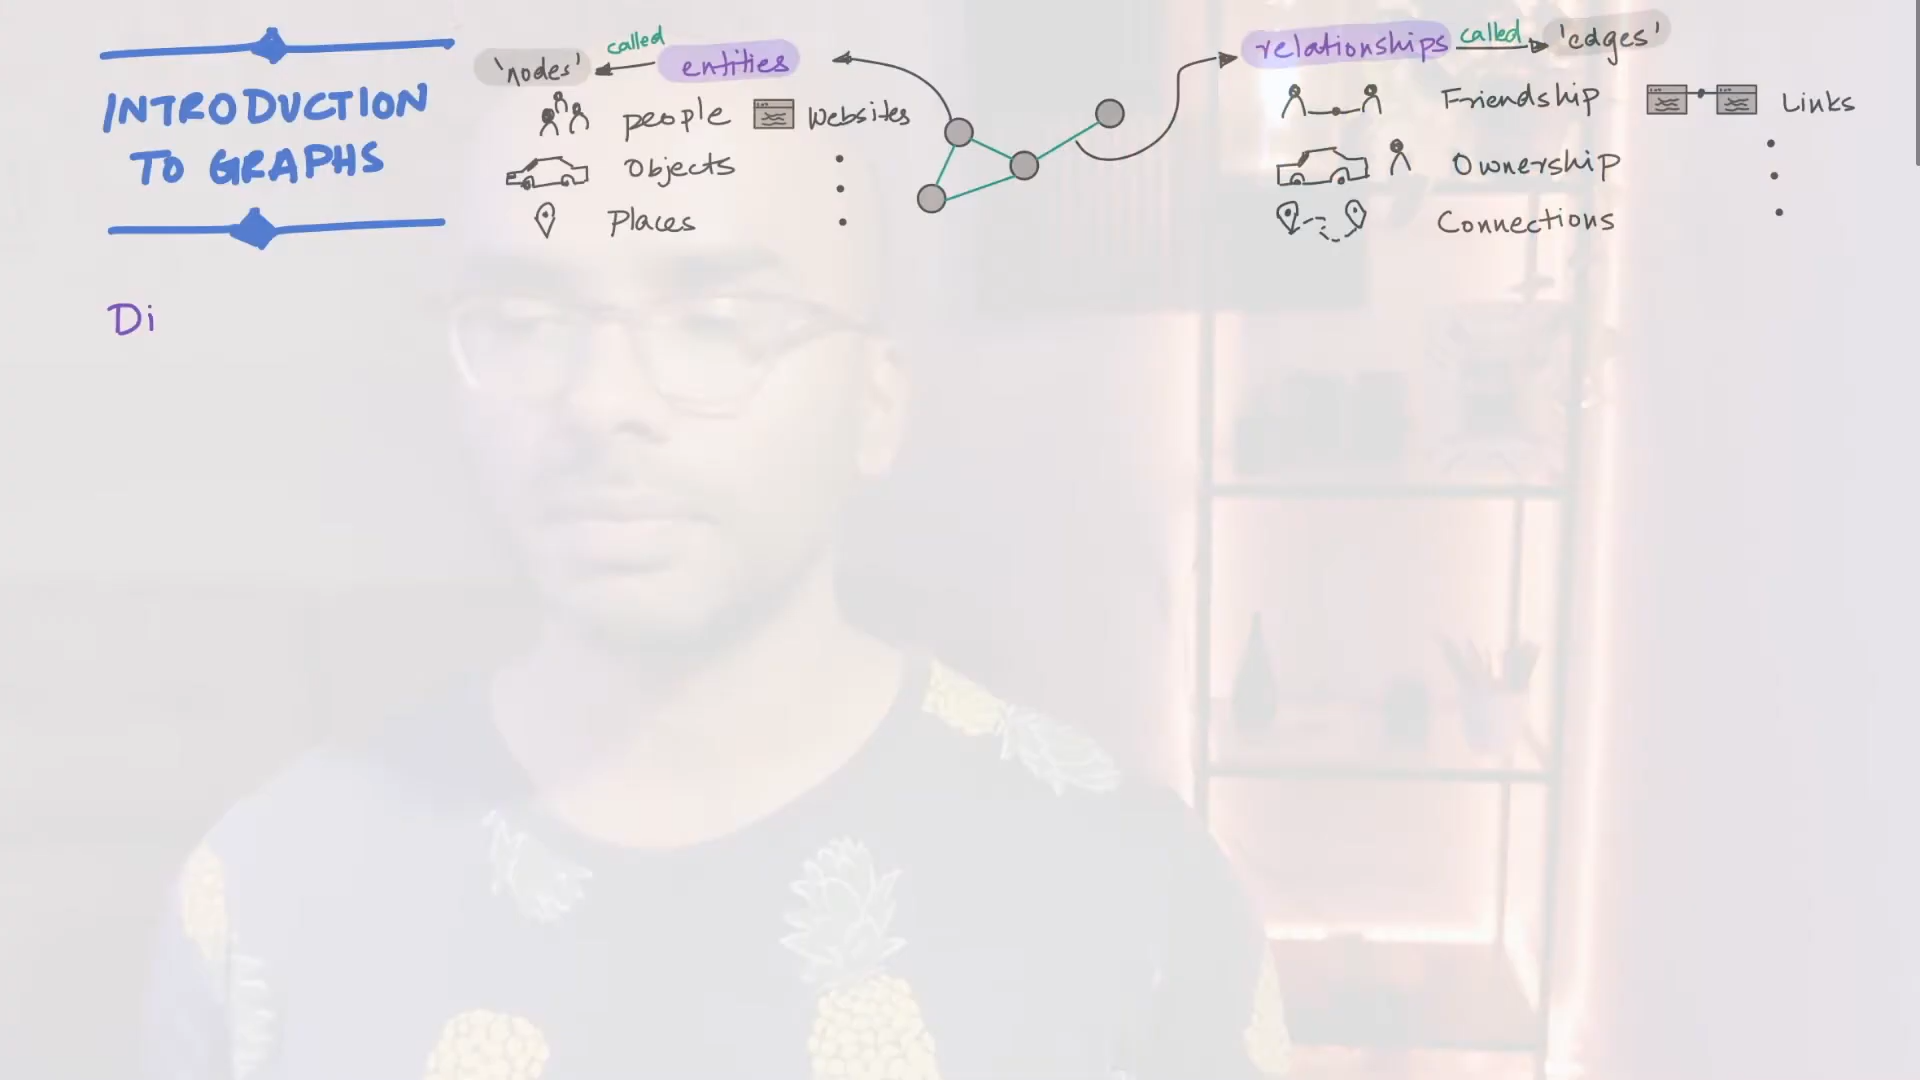 INTRODUCTION
TO GRAPHS
'nodes' called entities
people Websites
Objects
Places
relationships called 'edges'
Friendship Links
Ownership
Connections
Di